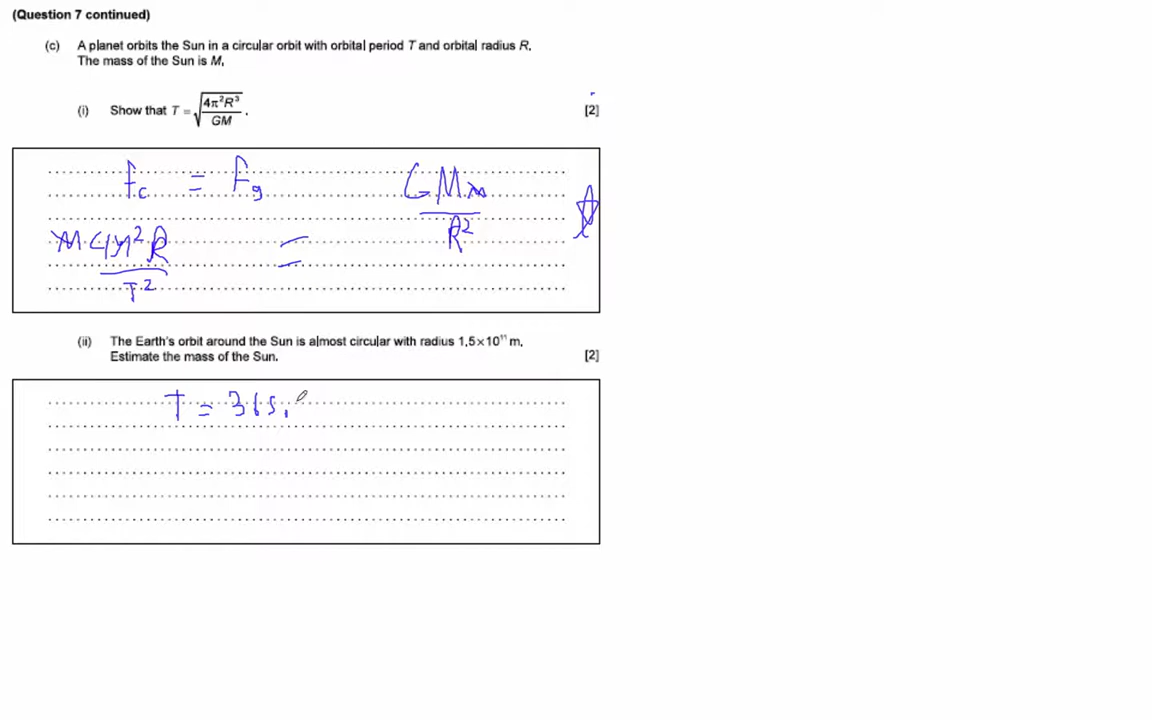 (Question 7 continued)
(c) A planet orbits the Sun in a circular orbit with orbital period T and orbital radius R.
The mass of the Sun is M.
(i) Show that T = √(4π²R³/GM). [2]
Fc = Fg GMm/R²
m4π²R/T² =
(ii) The Earth's orbit around the Sun is almost circular with radius 1.5×10¹¹ m.
Estimate the mass of the Sun. [2]
T = 365.